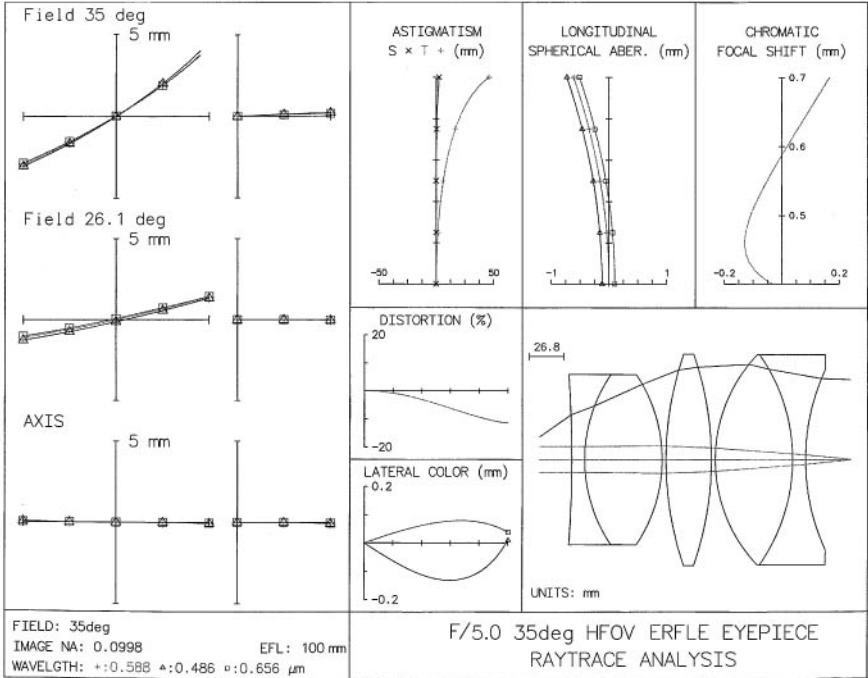 Field 35 deg
5 mm
Field 26.1 deg
5 mm
AXIS
5 mm
ASTIGMATISM
S × T + (mm)
-50
50
LONGITUDINAL
SPHERICAL ABER. (mm)
-1
1
CHROMATIC
FOCAL SHIFT (mm)
0.7
0.6
0.5
-0.2
0.2
DISTORTION (%)
20
-20
LATERAL COLOR (mm)
0.2
-0.2
26.8
UNITS: mm
FIELD: 35deg
IMAGE NA: 0.0998 EFL: 100 mm
WAVELGTH: +:0.588 ▵:0.486 □:0.656 μm
F/5.0 35deg HFOV ERFLE EYEPIECE
RAYTRACE ANALYSIS